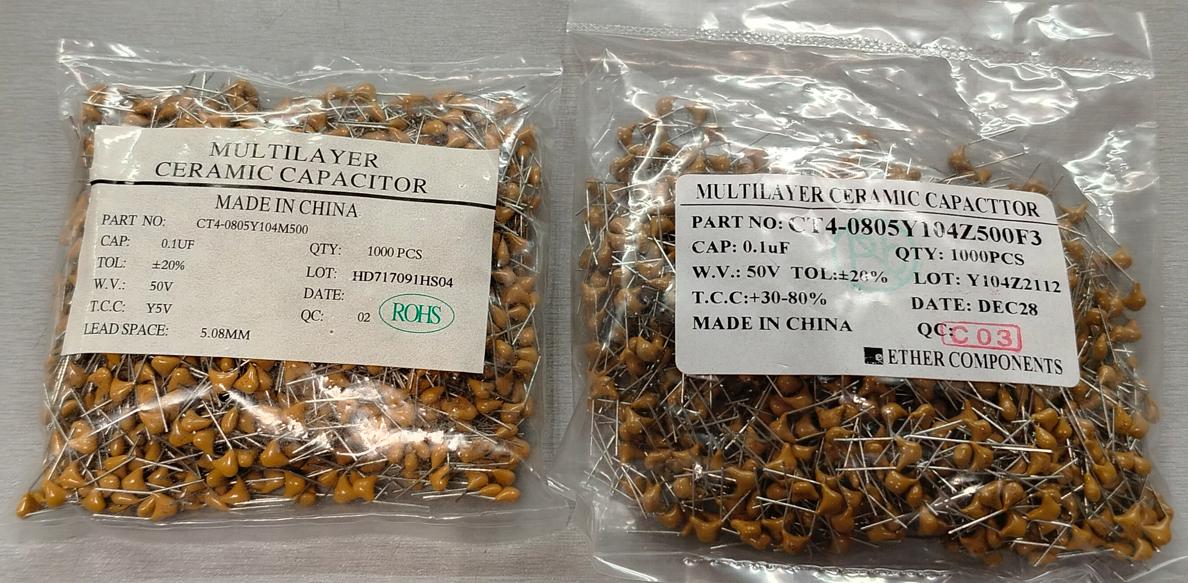 MULTILAYER
CERAMIC CAPACITOR
MADE IN CHINA
PART NO: CT4-0805Y104M500
CAP: 0.1UF QTY: 1000 PCS
TOL: ±20% LOT: HD717091HS04
W.V.: 50V DATE:
T.C.C: Y5V QC: 02 ROHS
LEAD SPACE: 5.08MM
MULTILAYER CERAMIC CAPACTTOR
PART NO: CT4-0805Y104Z500F3
CAP: 0.1uF QTY: 1000PCS
W.V.: 50V TOL:±20% LOT: Y104Z2112
T.C.C:+30-80% DATE: DEC28
MADE IN CHINA QC: C03
ETHER COMPONENTS